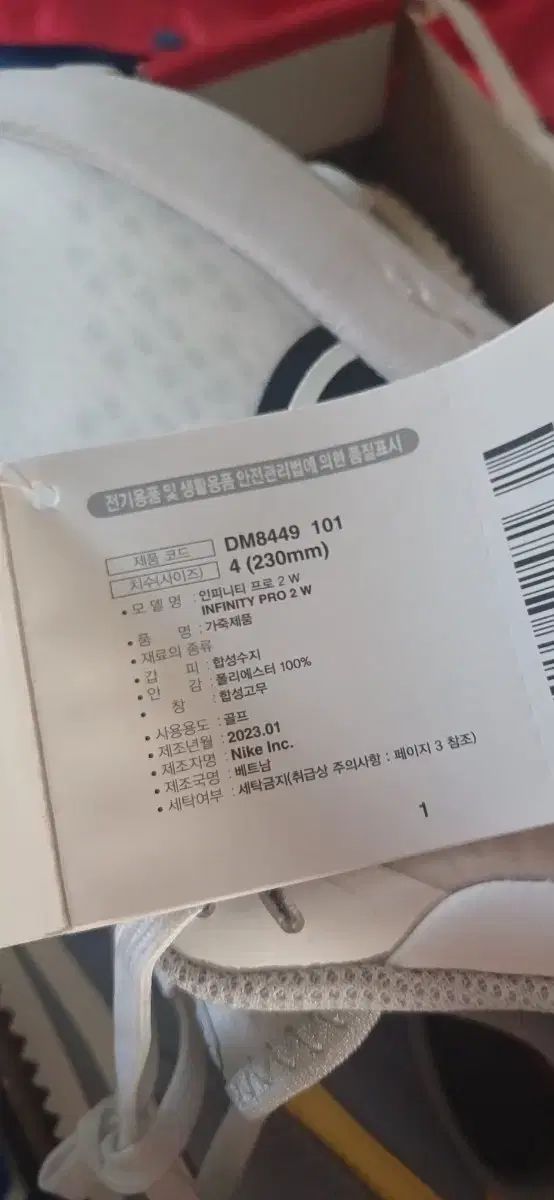 전기용품 및 생활용품 안전관리법에 의한 품질표시
제품 코드 DM8449 101
치수(사이즈) 4 (230mm)
• 모 델 명 : 인피니티 프로 2 W
INFINITY PRO 2 W
• 품 명 : 가죽제품
• 재료의 종류
• 갑 피 : 합성수지
• 안 감 : 폴리에스터 100%
• 창 : 합성고무
• 사용용도 : 골프
• 제조년월 : 2023.01
• 제조자명 : Nike Inc.
• 제조국명 : 베트남
• 세탁여부 : 세탁금지(취급상 주의사항 : 페이지 3 참조)
1